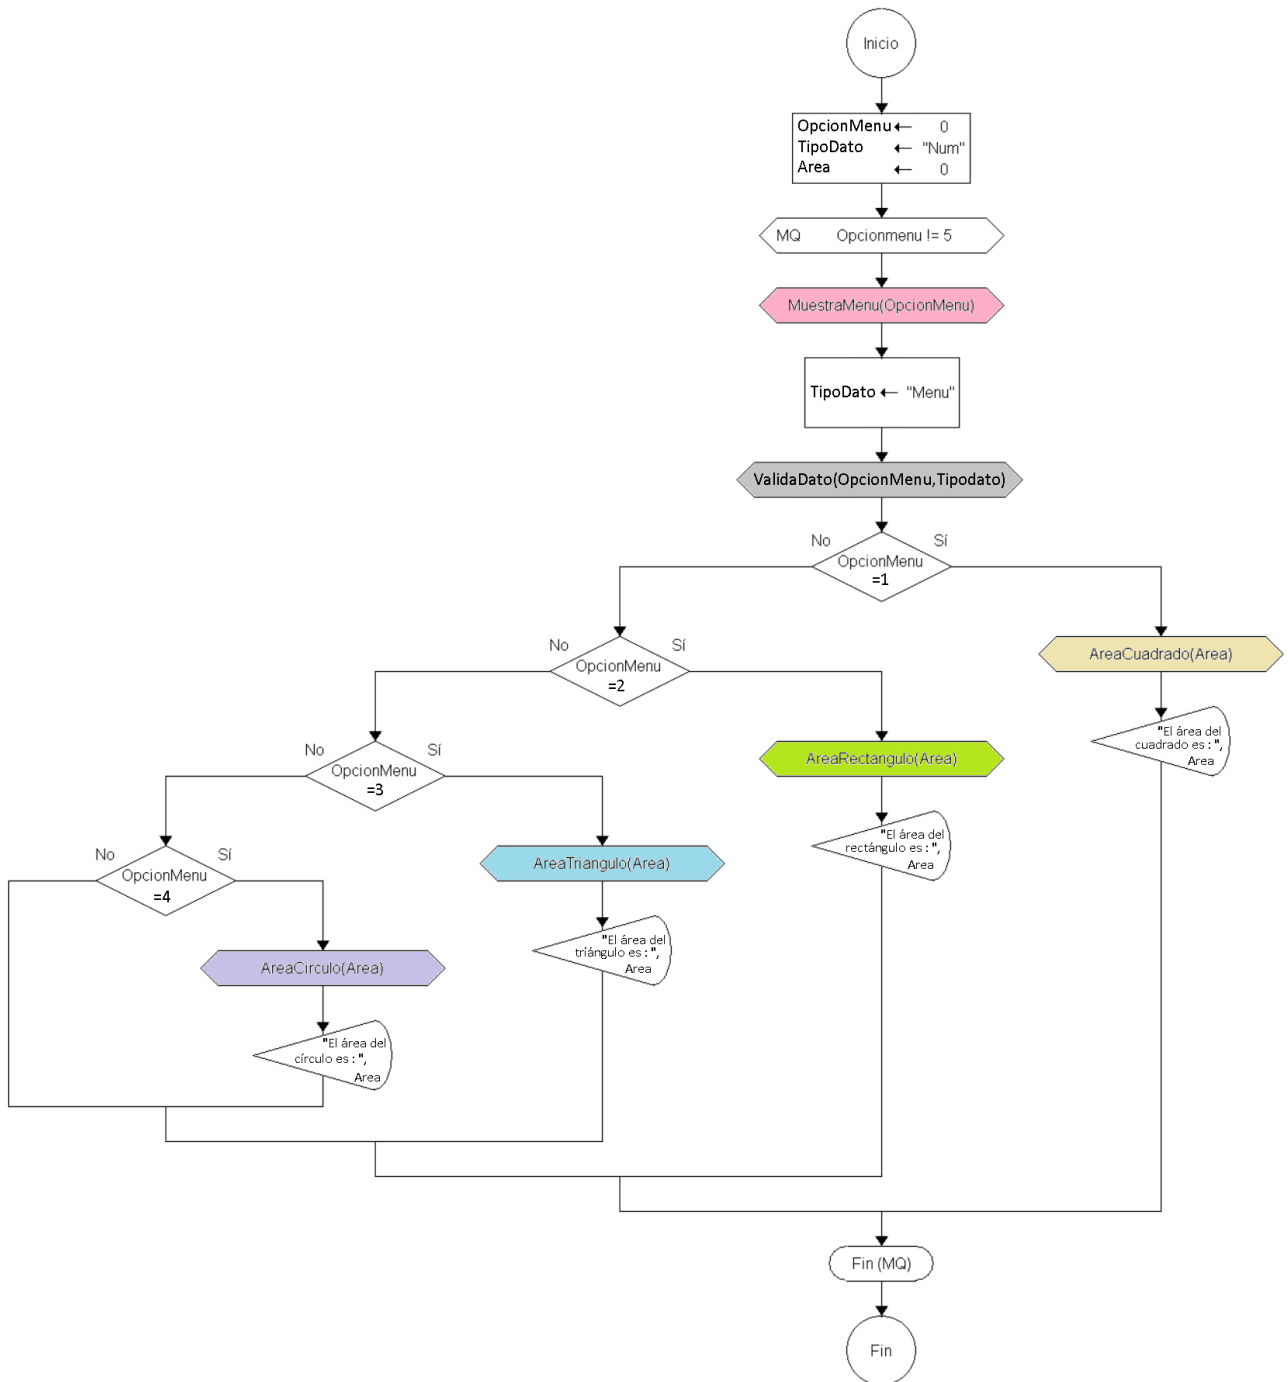 Inicio
OpcionMenu ← 0
TipoDato ← "Num"
Area ← 0
MQ Opcionmenu != 5
MuestraMenu(OpcionMenu)
TipoDato ← "Menu"
ValidaDato(OpcionMenu,Tipodato)
No Sí
OpcionMenu
=1
No Sí
OpcionMenu
=2
AreaCuadrado(Area)
"El área del
cuadrado es : ",
Area
No Sí
OpcionMenu
=3
AreaRectangulo(Area)
"El área del
rectángulo es : ",
Area
No Sí
OpcionMenu
=4
AreaTriangulo(Area)
"El área del
triángulo es : ",
Area
AreaCirculo(Area)
"El área del
círculo es : ",
Area
Fin (MQ)
Fin